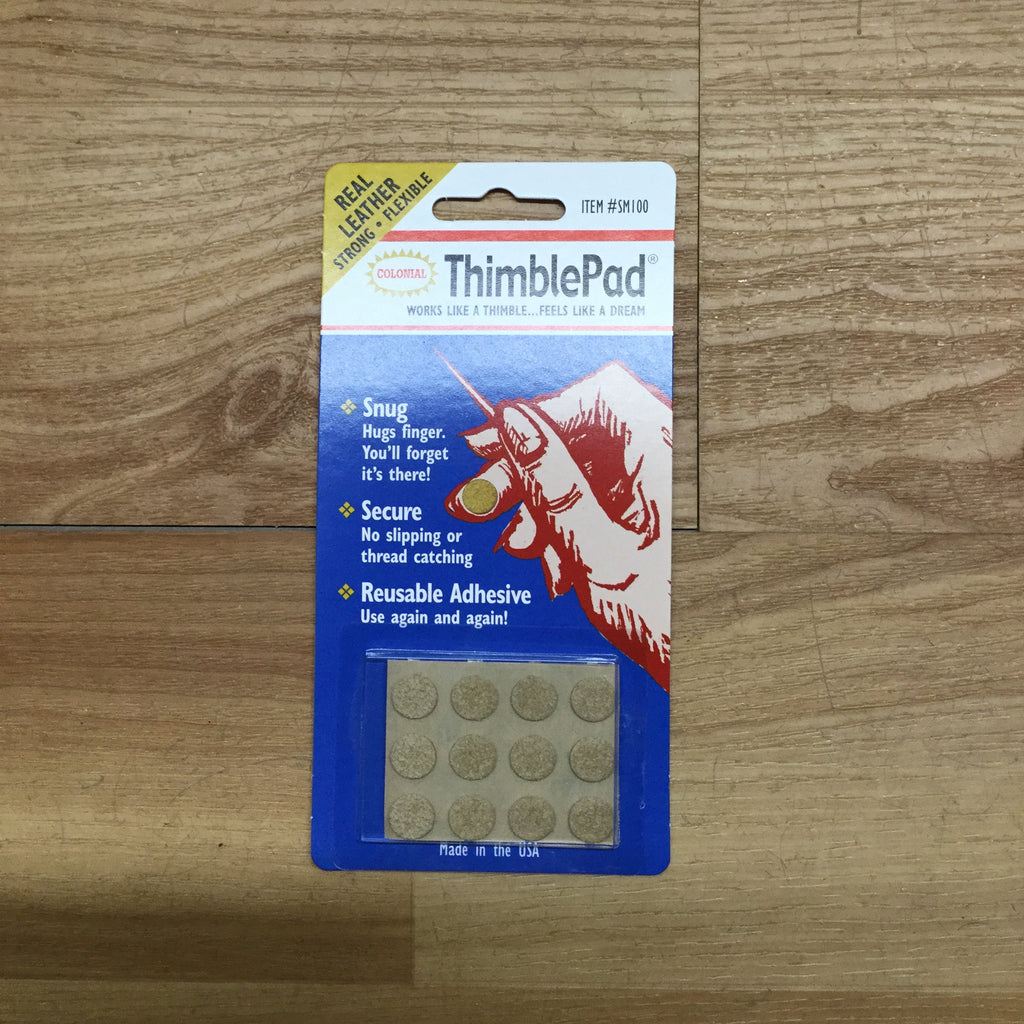 REAL
LEATHER
STRONG • FLEXIBLE
ITEM #SM100
COLONIAL
ThimblePad®
WORKS LIKE A THIMBLE...FEELS LIKE A DREAM
Snug
Hugs finger.
You'll forget
it's there!
Secure
No slipping or
thread catching
Reusable Adhesive
Use again and again!
Made in the USA